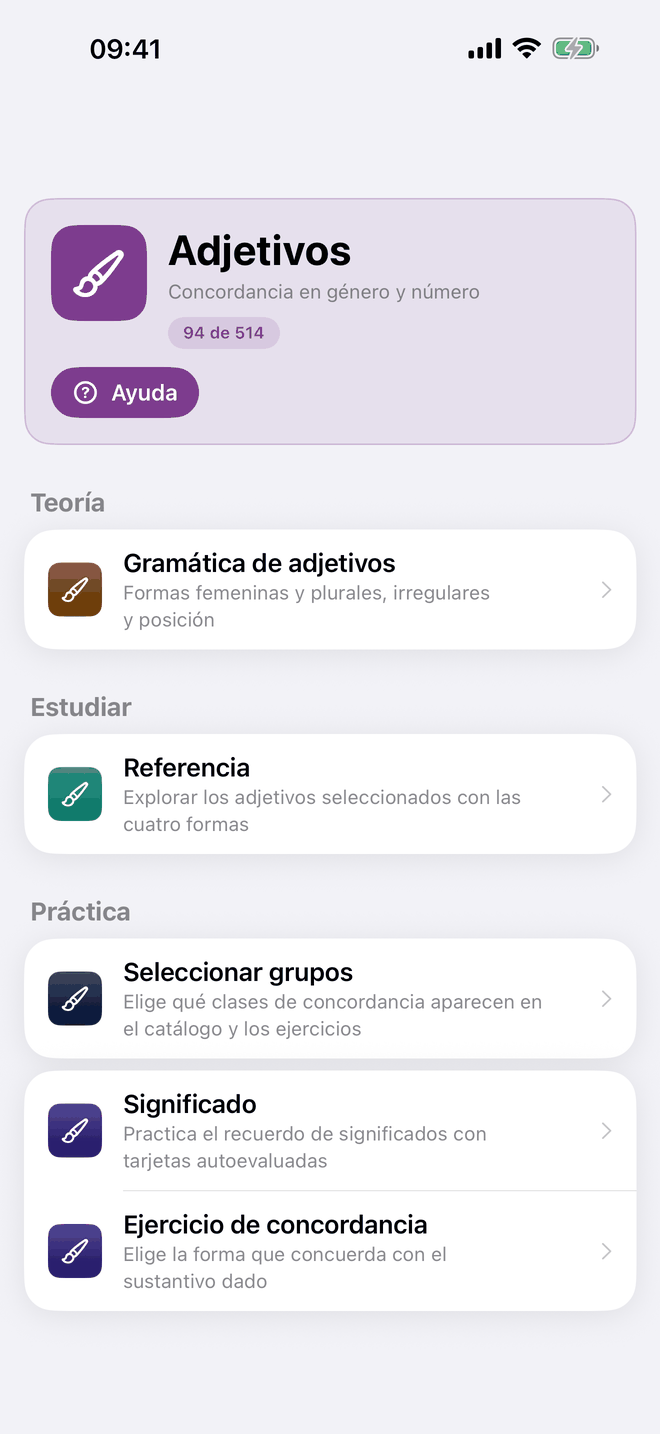 09:41
Adjetivos
Concordancia en género y número
94 de 514
Ayuda
Teoría
Gramática de adjetivos
Formas femeninas y plurales, irregulares
y posición
Estudiar
Referencia
Explorar los adjetivos seleccionados con las
cuatro formas
Práctica
Seleccionar grupos
Elige qué clases de concordancia aparecen en
el catálogo y los ejercicios
Significado
Practica el recuerdo de significados con
tarjetas autoevaluadas
Ejercicio de concordancia
Elige la forma que concuerda con el
sustantivo dado